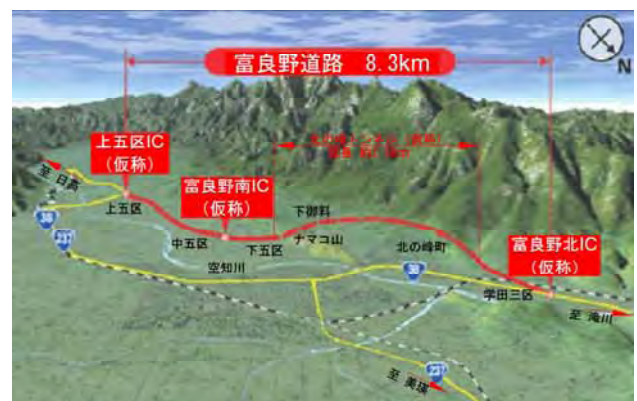 富良野道路 8.3km
N
上五区IC
(仮称)
至 日高
富良野南IC
(仮称)
下御料
上五区
38
237
中五区
下五区
ナマコ山
北の峰町
富良野北IC
(仮称)
空知川
38
学田三区
至 滝川
237
至 美瑛